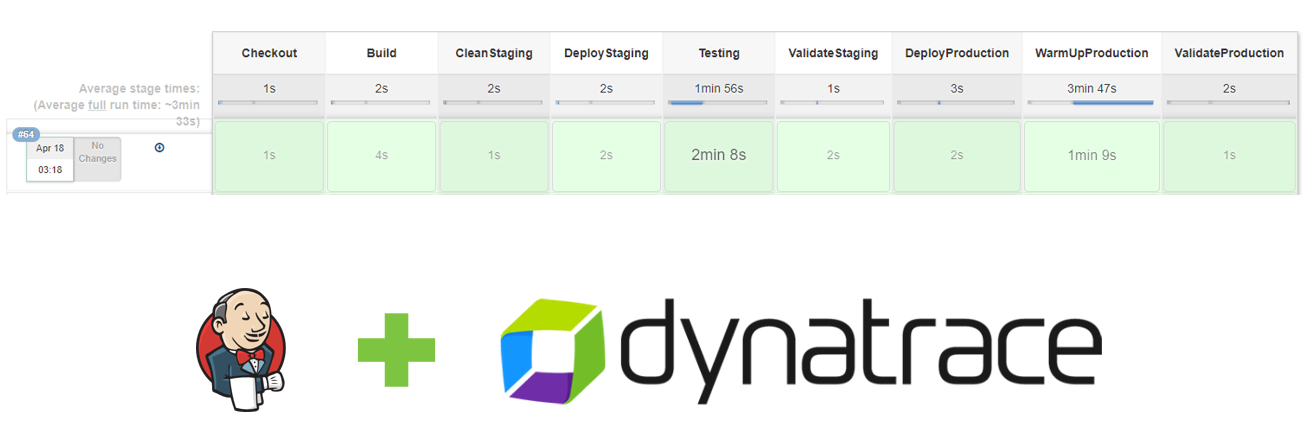 Checkout Build CleanStaging DeployStaging Testing ValidateStaging DeployProduction WarmUpProduction ValidateProduction
Average stage times: 1s 2s 2s 2s 1min 56s 1s 3s 3min 47s 2s
(Average full run time: ~3min
33s)
#64
Apr 18 No
Changes
03:18
1s 4s 1s 2s 2min 8s 2s 2s 1min 9s 1s
dynatrace